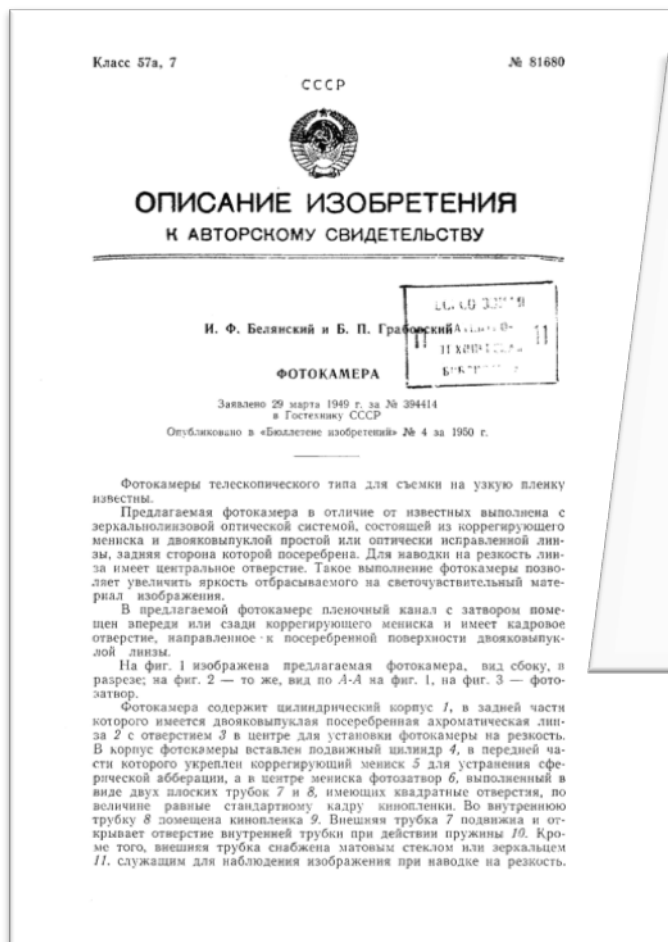 Класс 57а, 7 № 81680
СССР
ОПИСАНИЕ ИЗОБРЕТЕНИЯ
К АВТОРСКОМУ СВИДЕТЕЛЬСТВУ
И. Ф. Белянский и Б. П. Грабовский
11 11
ФОТОКАМЕРА
Заявлено 29 марта 1949 г. за № 394414
в Гостехнику СССР
Опубликовано в «Бюллетене изобретений» № 4 за 1950 г.
Фотокамеры телескопического типа для съемки на узкую пленку
известны.
Предлагаемая фотокамера в отличие от известных выполнена с
зеркальнолинзовой оптической системой, состоящей из коррегирующего
мениска и двояковыпуклой простой или оптически исправленной лин-
зы, задняя сторона которой посеребрена. Для наводки на резкость лин-
за имеет центральное отверстие. Такое выполнение фотокамеры позво-
ляет увеличить яркость отбрасываемого на светочувствительный мате-
риал изображения.
В предлагаемой фотокамере пленочный канал с затвором поме-
щен впереди или сзади коррегирующего мениска и имеет кадровое
отверстие, направленное к посеребренной поверхности двояковыпук-
лой линзы.
На фиг. 1 изображена предлагаемая фотокамера, вид сбоку, в
разрезе; на фиг. 2 — то же, вид по А-А на фиг. 1, на фиг. 3 — фото-
затвор.
Фотокамера содержит цилиндрический корпус 1, в задней части
которого имеется двояковыпуклая посеребренная ахроматическая лин-
за 2 с отверстием 3 в центре для установки фотокамеры на резкость.
В корпус фотокамеры вставлен подвижный цилиндр 4, в передней ча-
сти которого укреплен коррегирующий мениск 5 для устранения сфе-
рической абберации, а в центре мениска фотозатвор 6, выполненный в
виде двух плоских трубок 7 и 8, имеющих квадратные отверстия, по
величине равные стандартному кадру кинопленки. Во внутреннюю
трубку 8 помещена кинопленка 9. Внешняя трубка 7 подвижна и от-
крывает отверстие внутренней трубки при действии пружины 10. Кро-
ме того, внешняя трубка снабжена матовым стеклом или зеркальцем
11, служащим для наблюдения изображения при наводке на резкость.